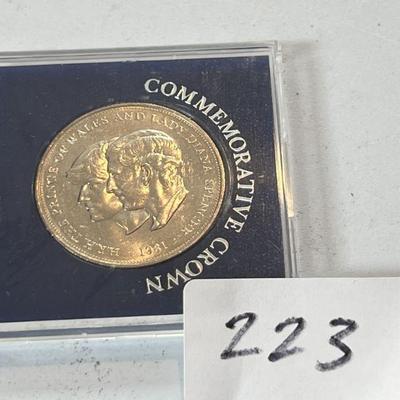 COMMEMORATIVE CROWN
H.R.H. THE PRINCE OF WALES AND LADY DIANA SPENCER
1981
223